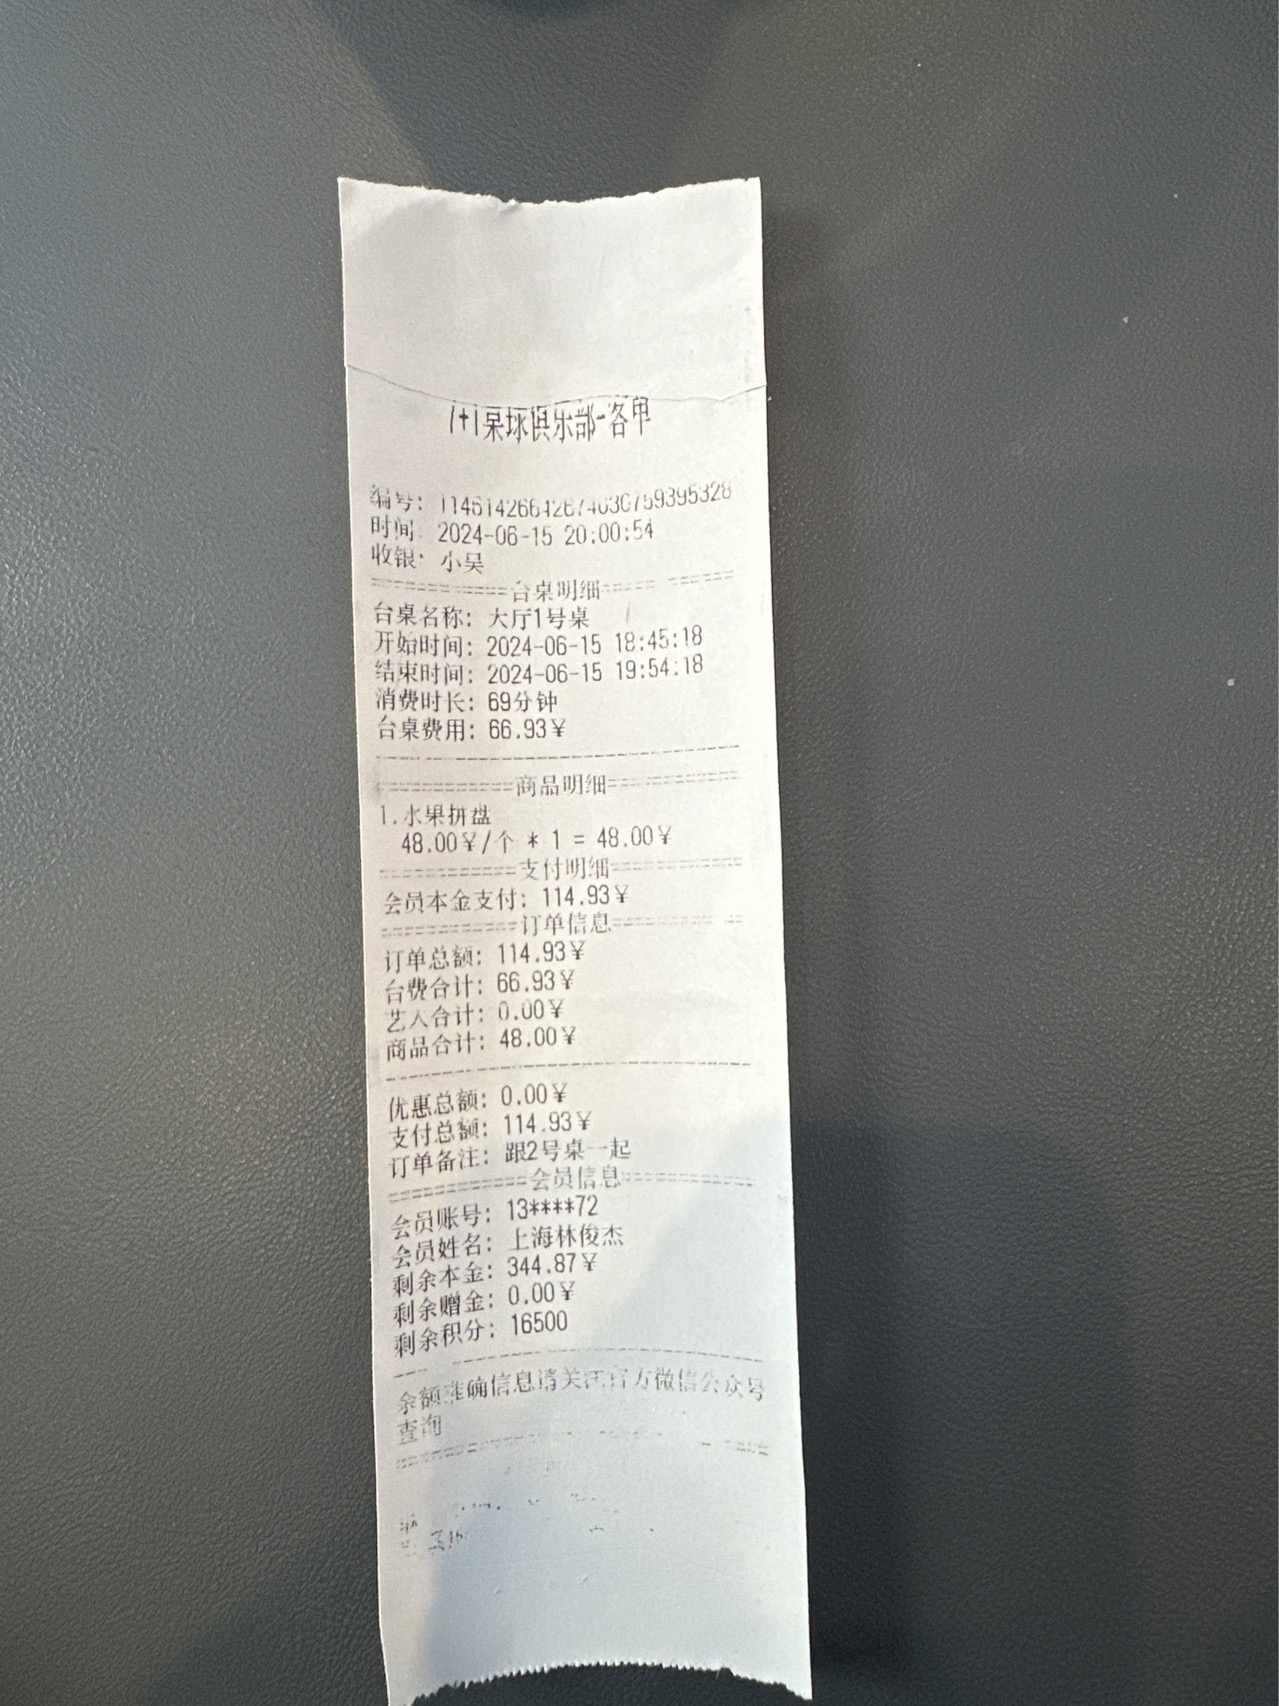 1+1桌球俱乐部-客单
编号:
时间: 2024-06-15 20:00:54
收银: 小吴
==========台桌明细==========
台桌名称: 大厅1号桌
开始时间: 2024-06-15 18:45:18
结束时间: 2024-06-15 19:54:18
消费时长: 69分钟
台桌费用: 66.93¥
==========商品明细==========
1.水果拼盘
48.00¥/个 * 1 = 48.00¥
==========支付明细==========
会员本金支付: 114.93¥
==========订单信息==========
订单总额: 114.93¥
台费合计: 66.93¥
艺人合计: 0.00¥
商品合计: 48.00¥
优惠总额: 0.00¥
支付总额: 114.93¥
订单备注: 跟2号桌一起
==========会员信息==========
会员账号: 13****72
会员姓名: 上海林俊杰
剩余本金: 344.87¥
剩余赠金: 0.00¥
剩余积分: 16500
余额准确信息请关注官方微信公众号
查询